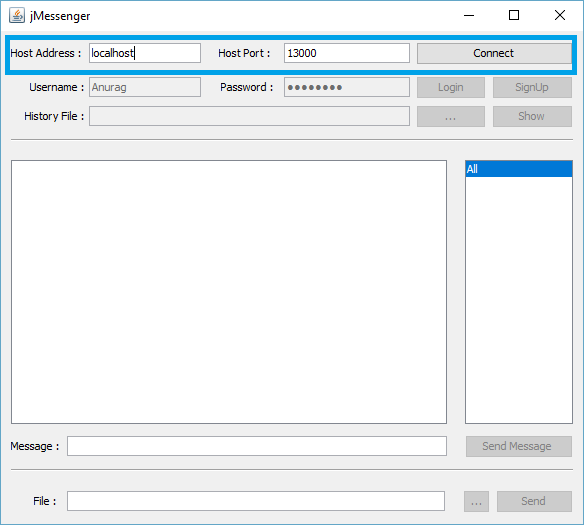 jMessenger
Host Address : localhost Host Port : 13000 Connect
Username : Anurag Password : ●●●●●●●● Login SignUp
History File : ... Show
All
Message : Send Message
File : ... Send